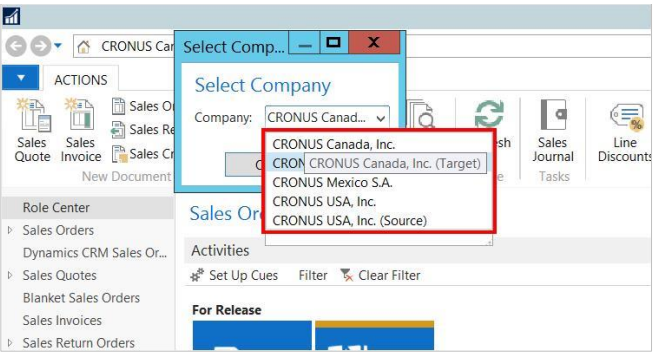 CRONUS Car
Select Comp...
ACTIONS
Select Company
Company: CRONUS Canad...
Sales Quote
Sales Invoice
Sales O
Sales Re
Sales Cr
New Document
sh
Sales Journal
Tasks
Line Discounts
CRONUS Canada, Inc.
CRON
CRONUS Canada, Inc. (Target)
CRONUS Mexico S.A.
CRONUS USA, Inc.
CRONUS USA, Inc. (Source)
Role Center
Sales Orders
Dynamics CRM Sales Or...
Sales Quotes
Blanket Sales Orders
Sales Invoices
Sales Return Orders
Sales Or
Activities
Set Up Cues Filter Clear Filter
For Release